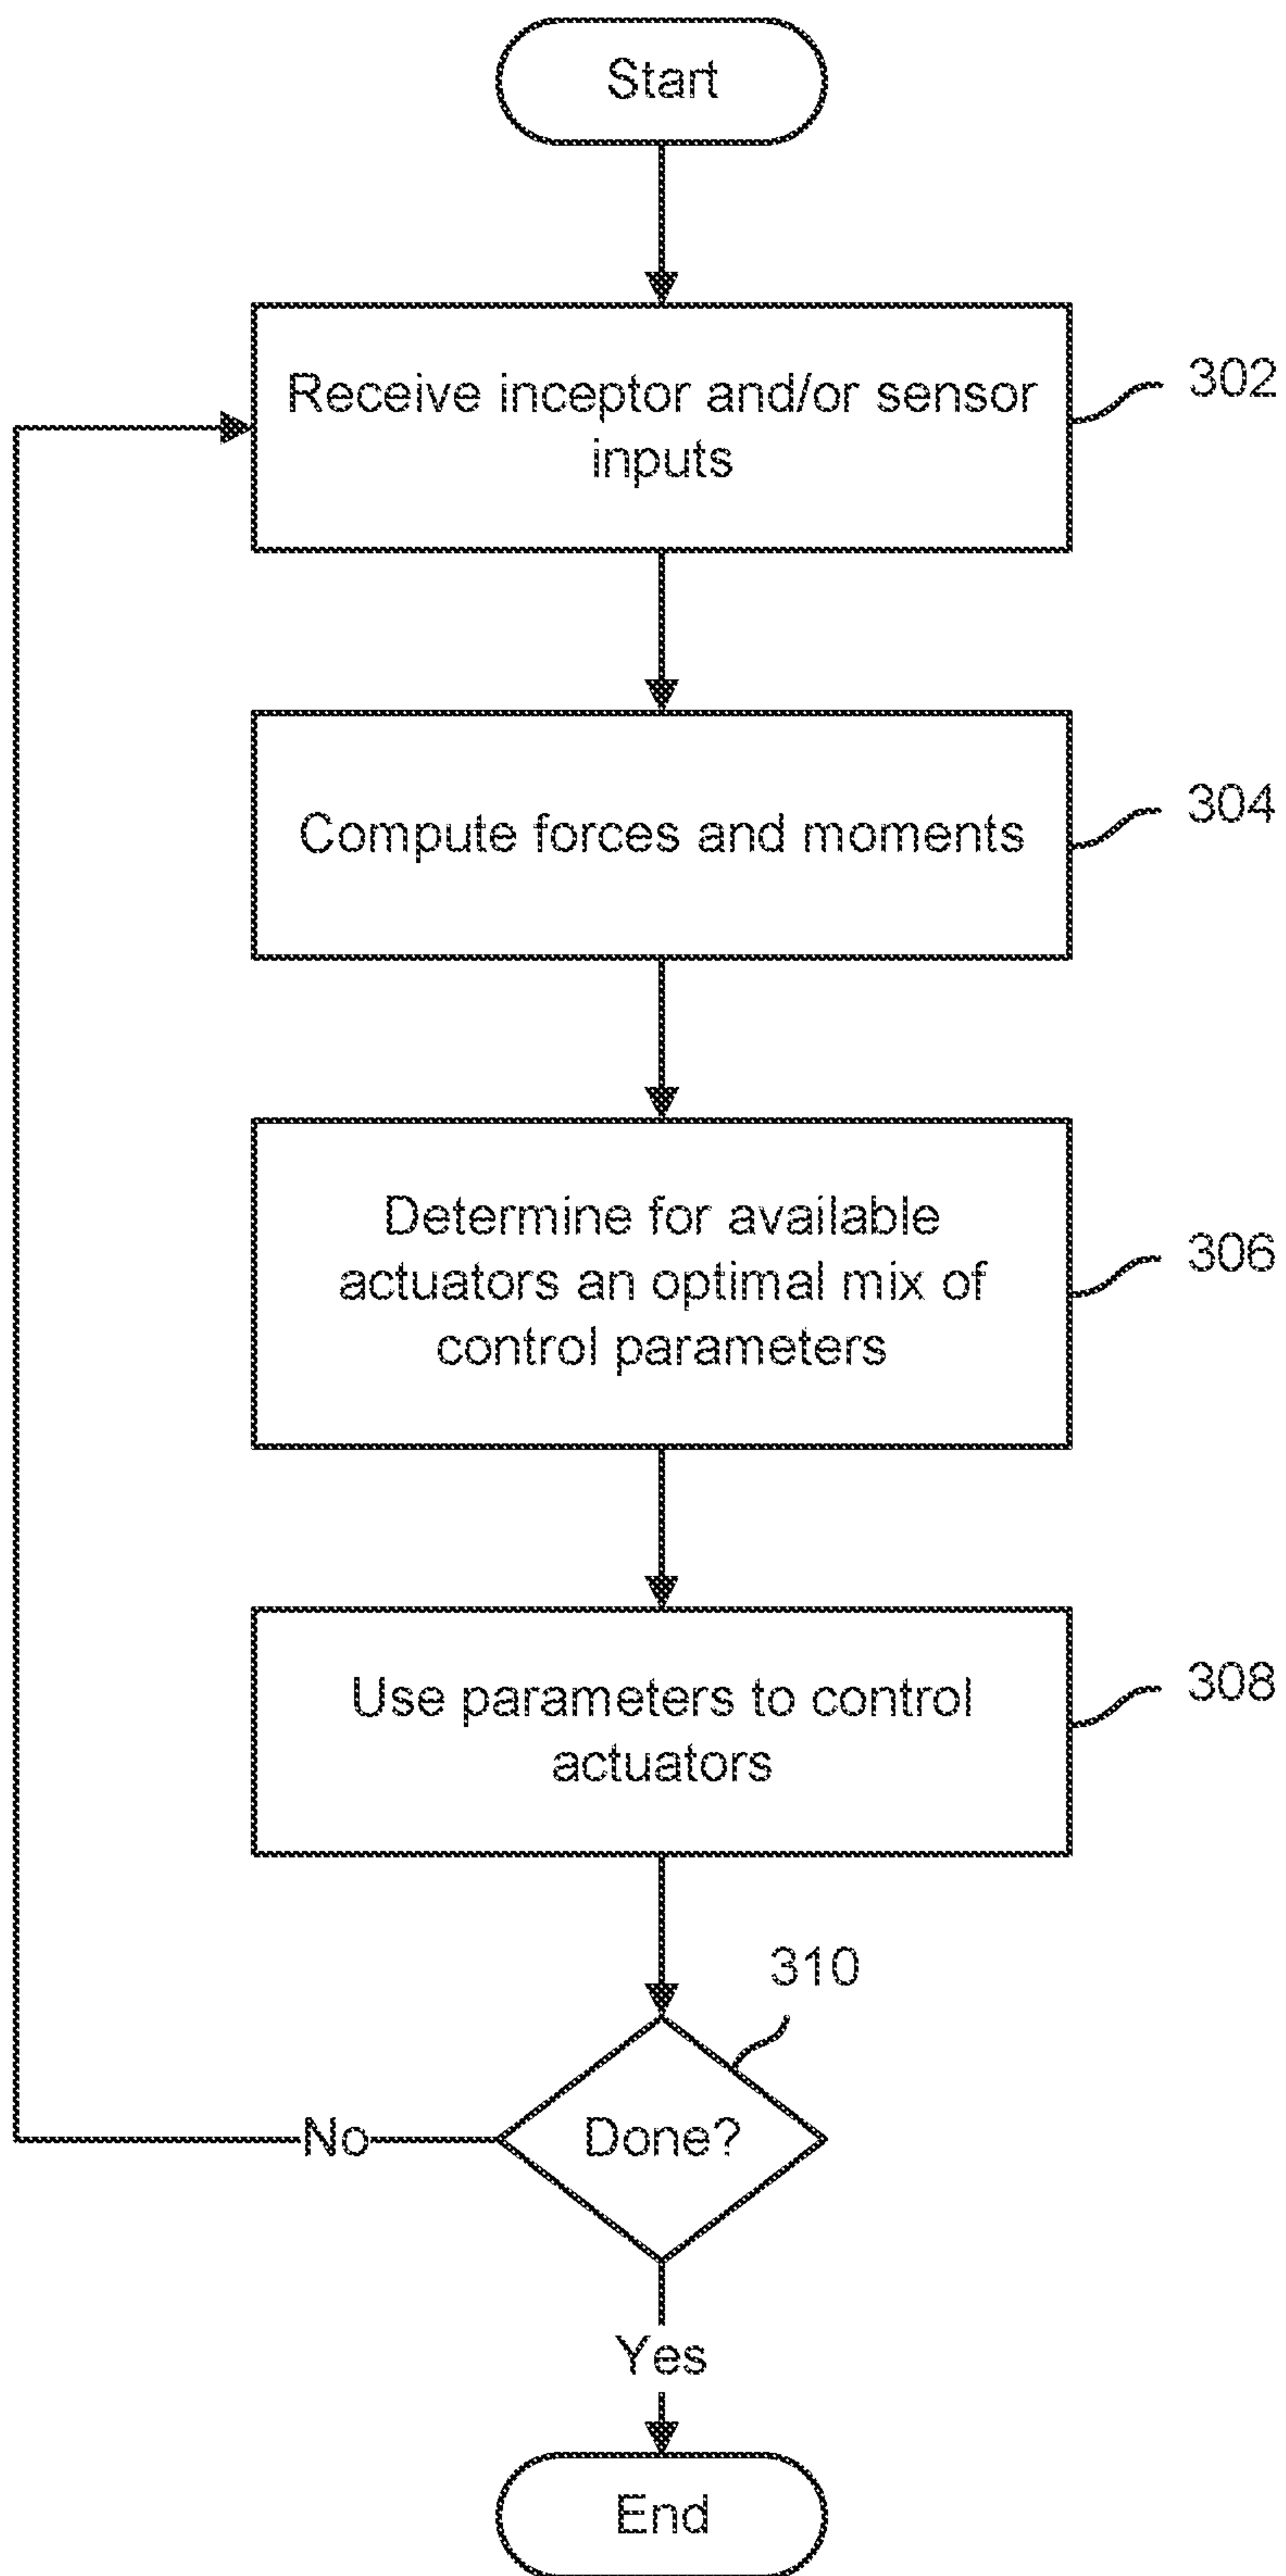 Start
Receive inceptor and/or sensor
inputs
302
Compute forces and moments
304
Determine for available
actuators an optimal mix of
control parameters
306
Use parameters to control
actuators
308
310
Done?
No
Yes
End